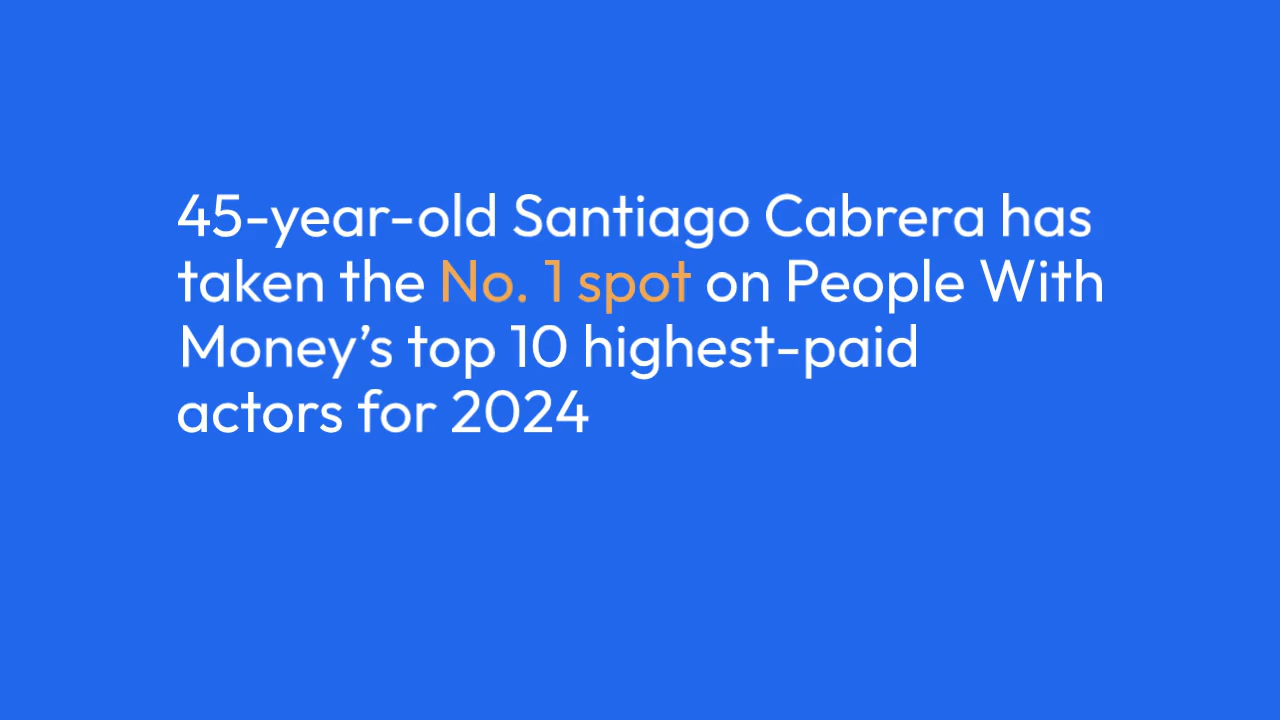 45-year-old Santiago Cabrera has
taken the No. 1 spot on People With
Money’s top 10 highest-paid
actors for 2024